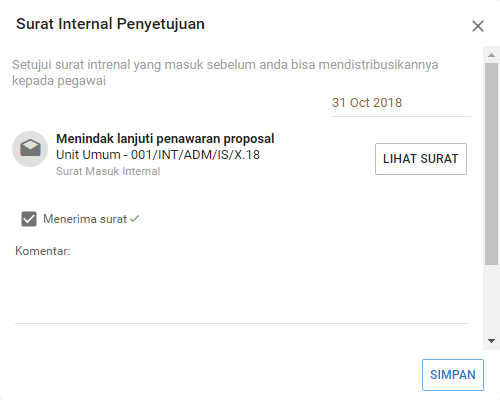 Surat Internal Penyetujuan
Setujui surat intrenal yang masuk sebelum anda bisa mendistribusikannya
kepada pegawai
31 Oct 2018
Menindak lanjuti penawaran proposal
Unit Umum - 001/INT/ADM/IS/X.18
Surat Masuk Internal
LIHAT SURAT
Menerima surat
Komentar:
SIMPAN